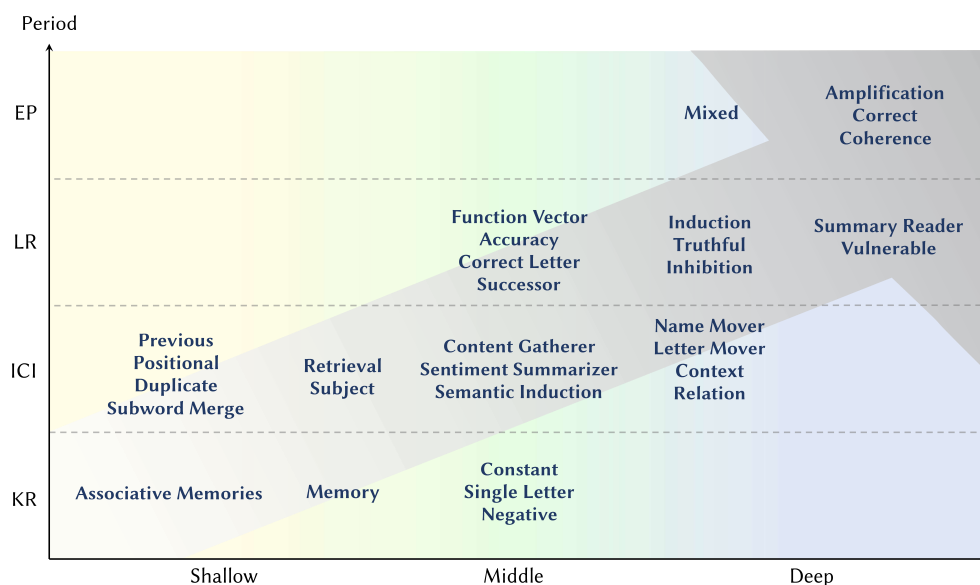 Period
EP
Mixed
Amplification
Correct
Coherence
LR
Function Vector
Accuracy
Correct Letter
Successor
Induction
Truthful
Inhibition
Summary Reader
Vulnerable
ICI
Previous
Positional
Duplicate
Subword Merge
Retrieval
Subject
Content Gatherer
Sentiment Summarizer
Semantic Induction
Name Mover
Letter Mover
Context
Relation
KR
Associative Memories
Memory
Constant
Single Letter
Negative
Shallow
Middle
Deep